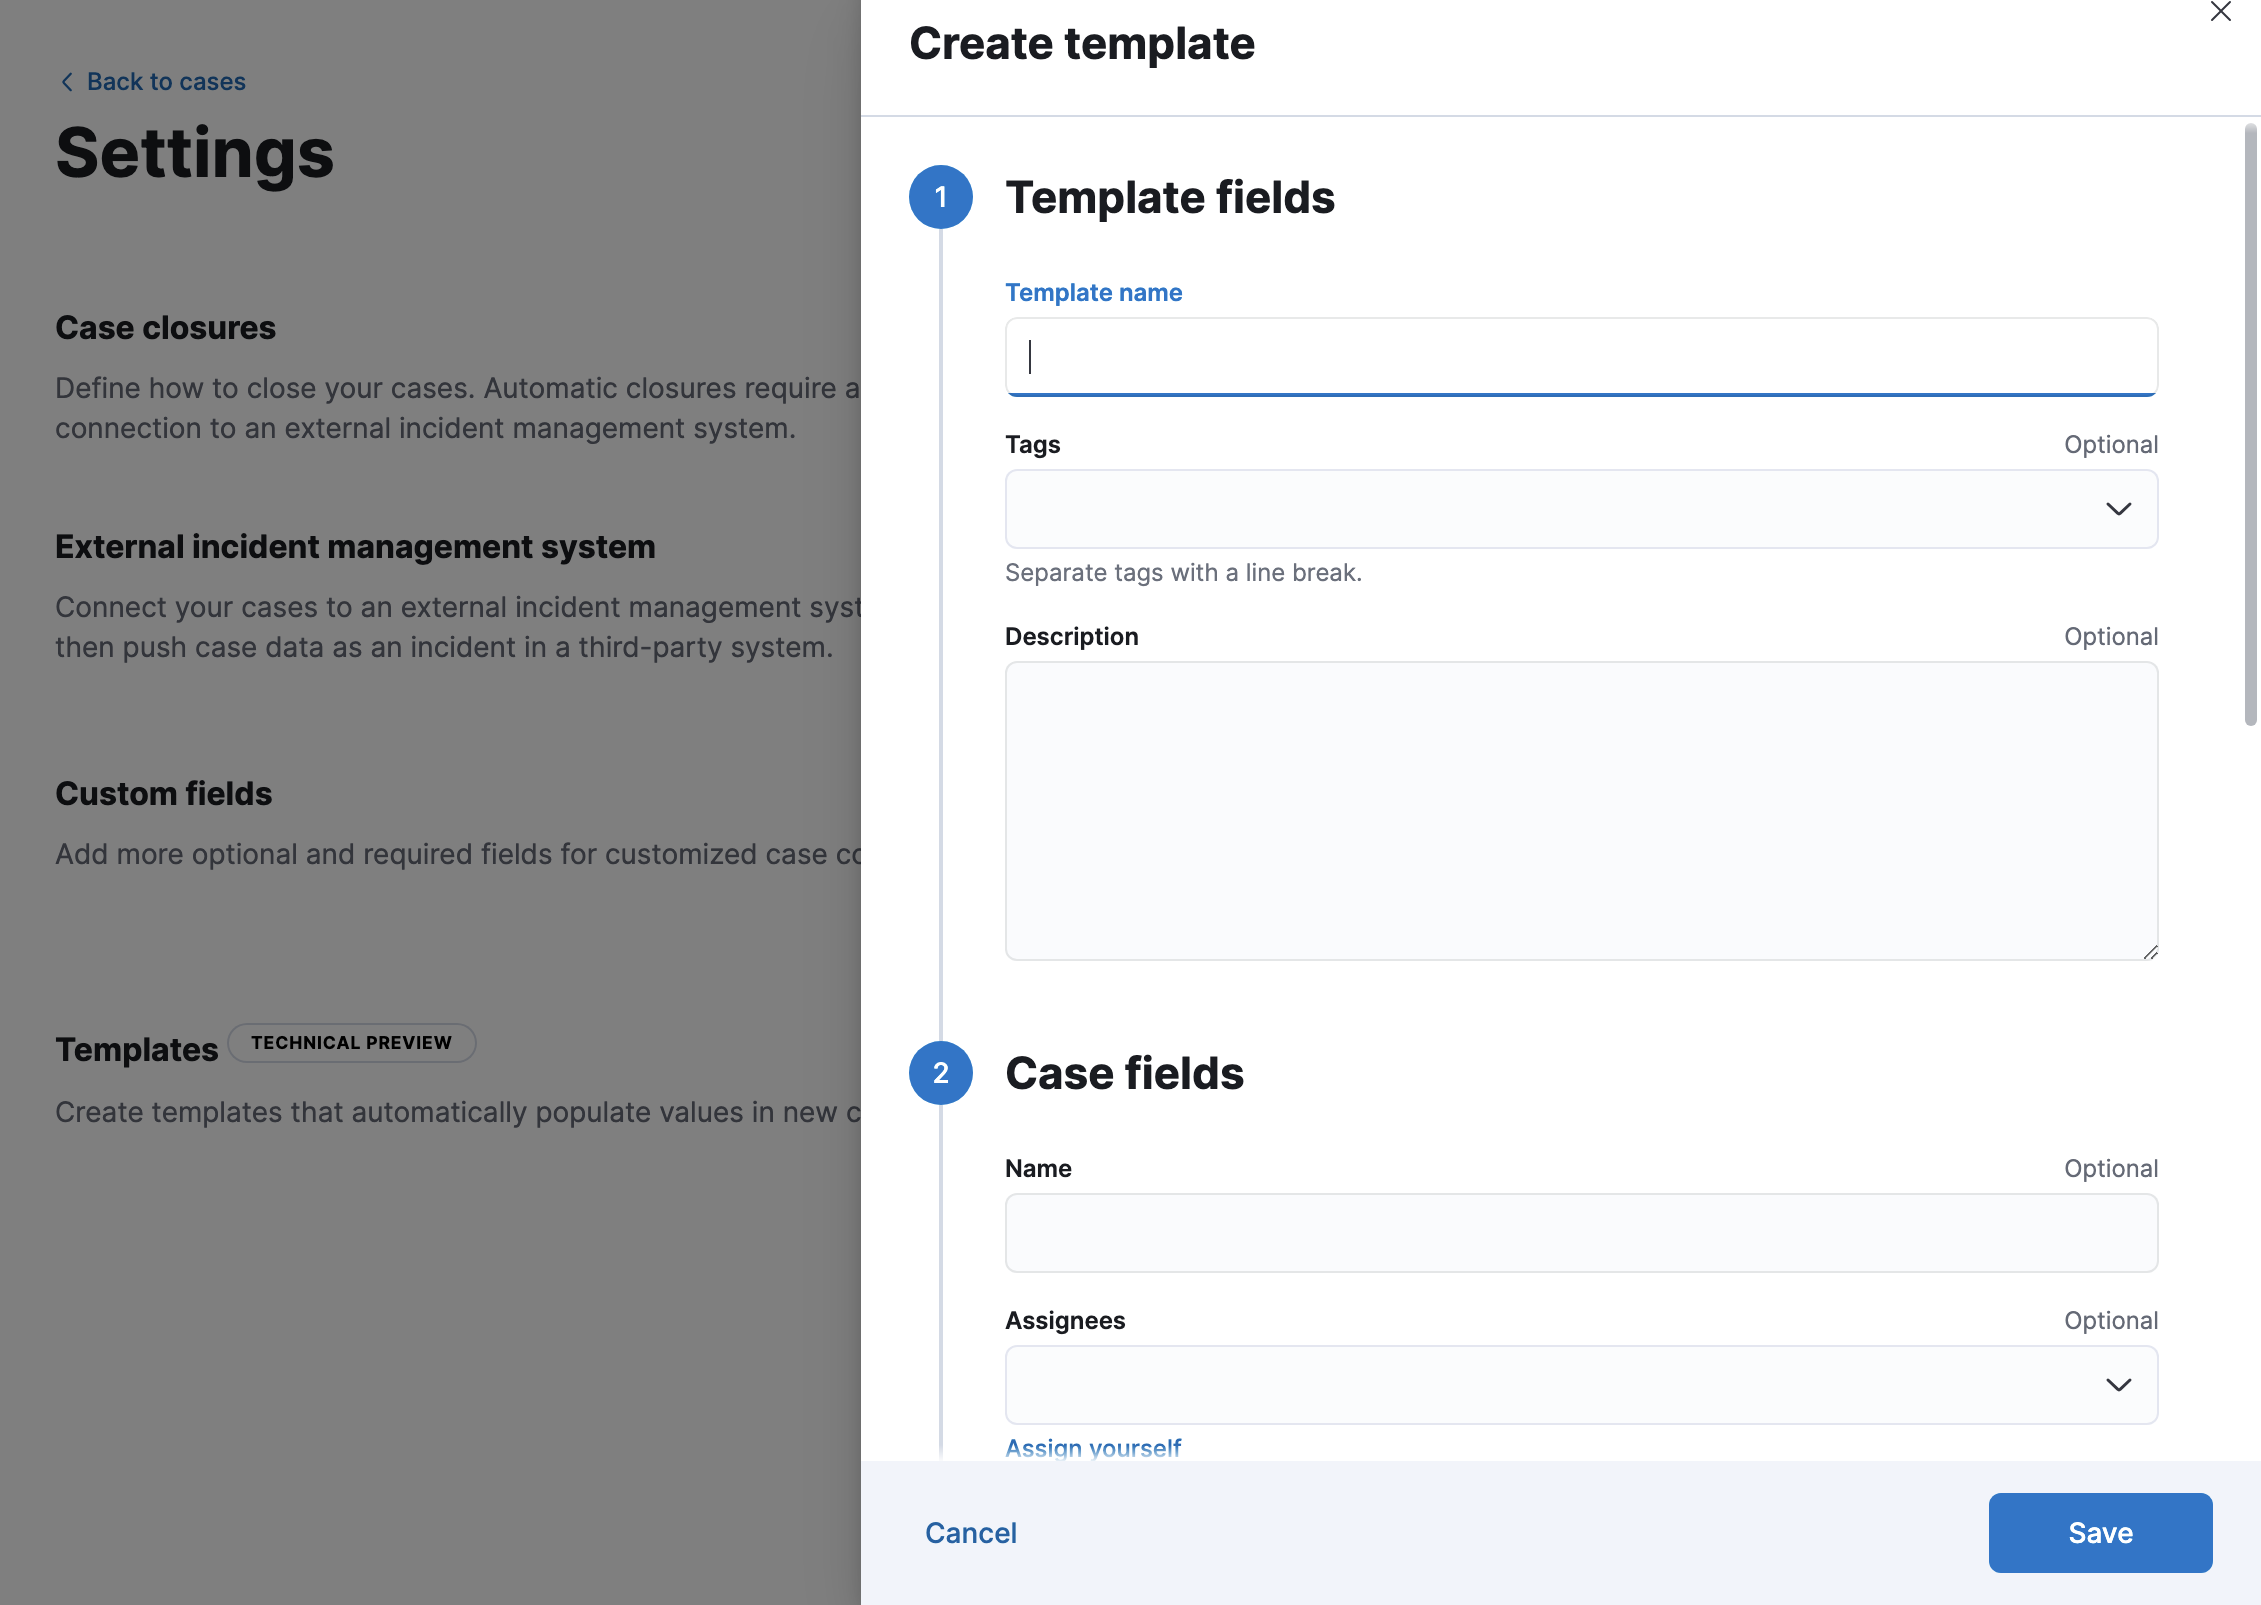 Back to cases
Settings
Case closures
Define how to close your cases. Automatic closures require a
connection to an external incident management system.
External incident management system
Connect your cases to an external incident management syst
then push case data as an incident in a third-party system.
Custom fields
Add more optional and required fields for customized case co
Templates TECHNICAL PREVIEW
Create templates that automatically populate values in new c
Create template
1 Template fields
Template name
Tags Optional
Separate tags with a line break.
Description Optional
2 Case fields
Name Optional
Assignees Optional
Assign yourself
Cancel Save